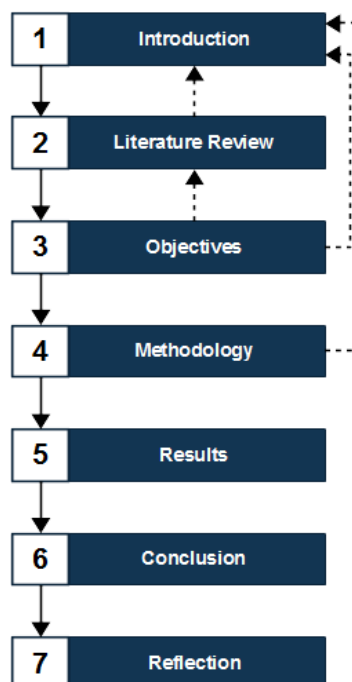 1 Introduction
2 Literature Review
3 Objectives
4 Methodology
5 Results
6 Conclusion
7 Reflection